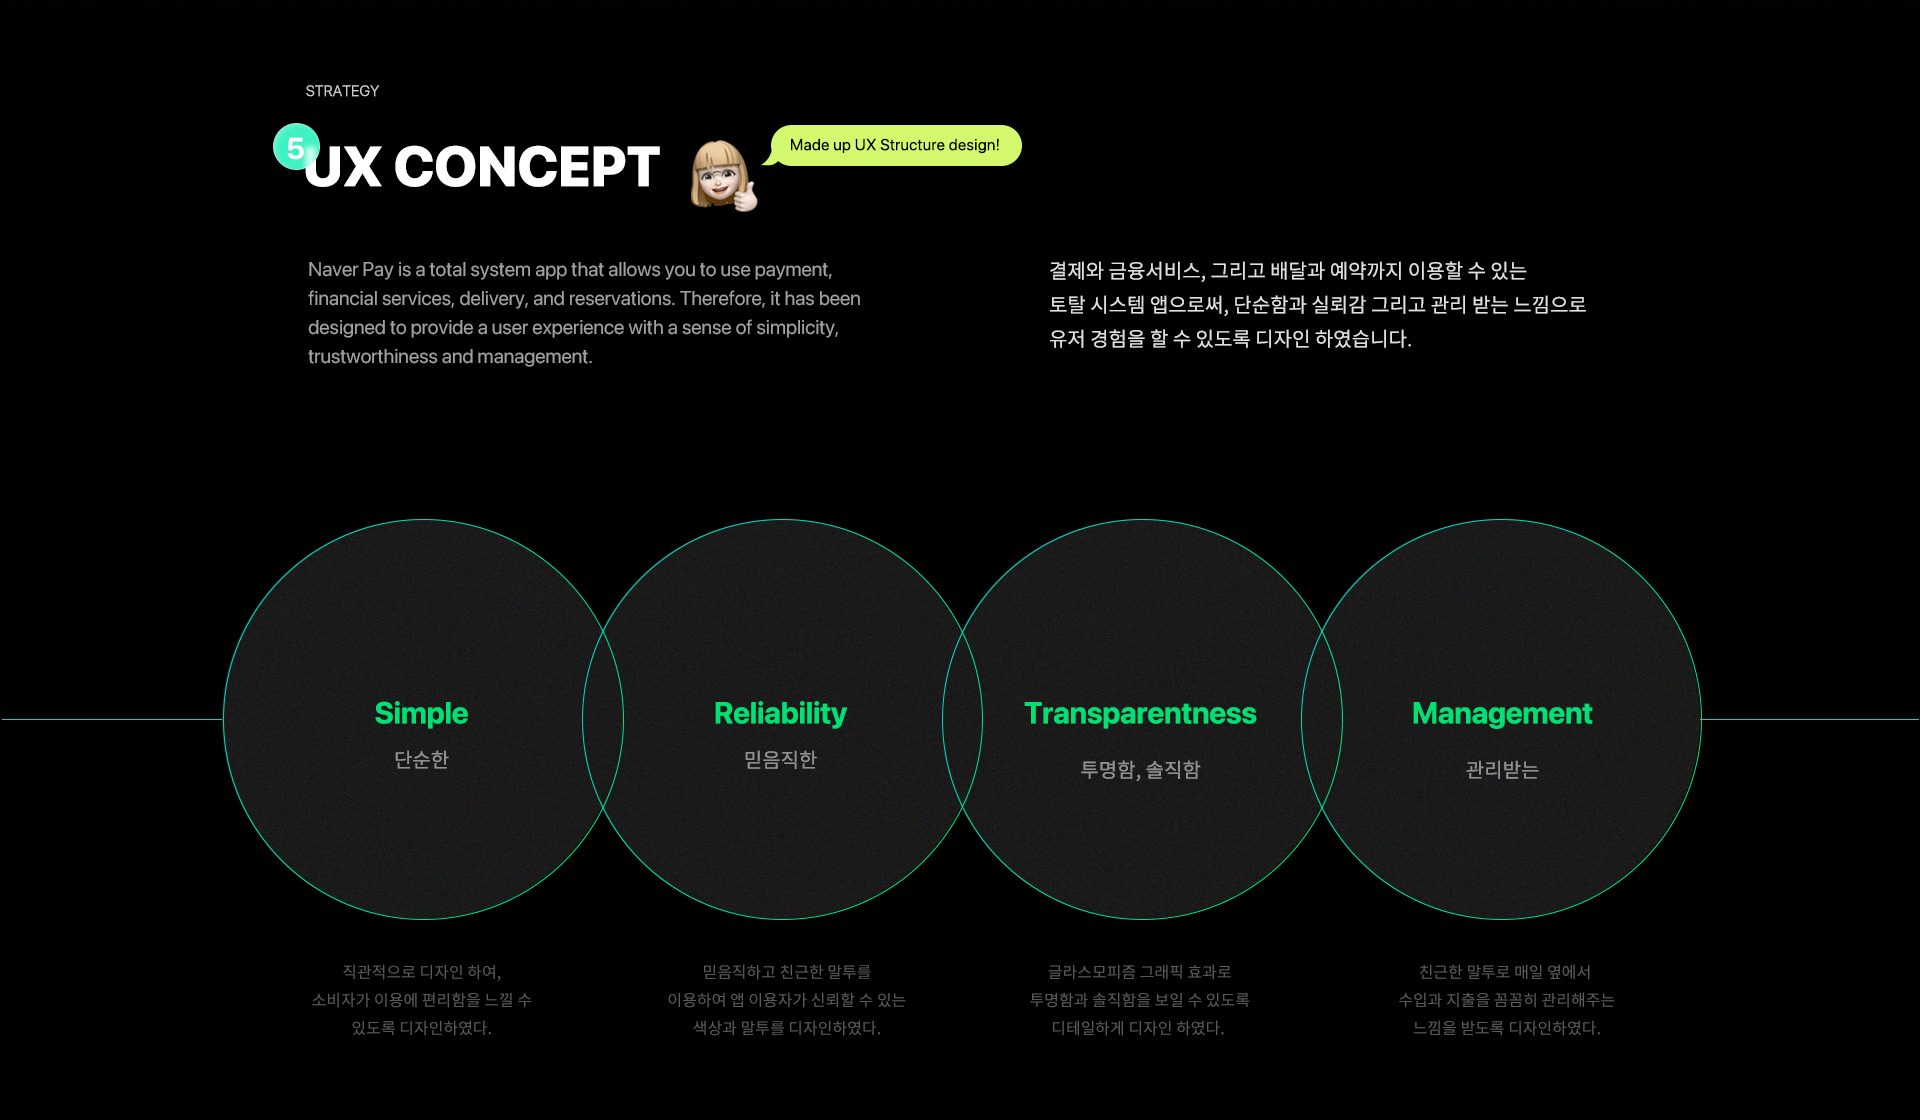 STRATEGY
5
UX CONCEPT
Made up UX Structure design!
Naver Pay is a total system app that allows you to use payment,
financial services, delivery, and reservations. Therefore, it has been
designed to provide a user experience with a sense of simplicity,
trustworthiness and management.
결제와 금융서비스, 그리고 배달과 예약까지 이용할 수 있는
토탈 시스템 앱으로써, 단순함과 실뢰감 그리고 관리 받는 느낌으로
유저 경험을 할 수 있도록 디자인 하였습니다.
Simple
단순한
직관적으로 디자인 하여,
소비자가 이용에 편리함을 느낄 수
있도록 디자인하였다.
Reliability
믿음직한
믿음직하고 친근한 말투를
이용하여 앱 이용자가 신뢰할 수 있는
색상과 말투를 디자인하였다.
Transparentness
투명함, 솔직함
글라스모피즘 그래픽 효과로
투명함과 솔직함을 보일 수 있도록
디테일하게 디자인 하였다.
Management
관리받는
친근한 말투로 매일 옆에서
수입과 지출을 꼼꼼히 관리해주는
느낌을 받도록 디자인하였다.